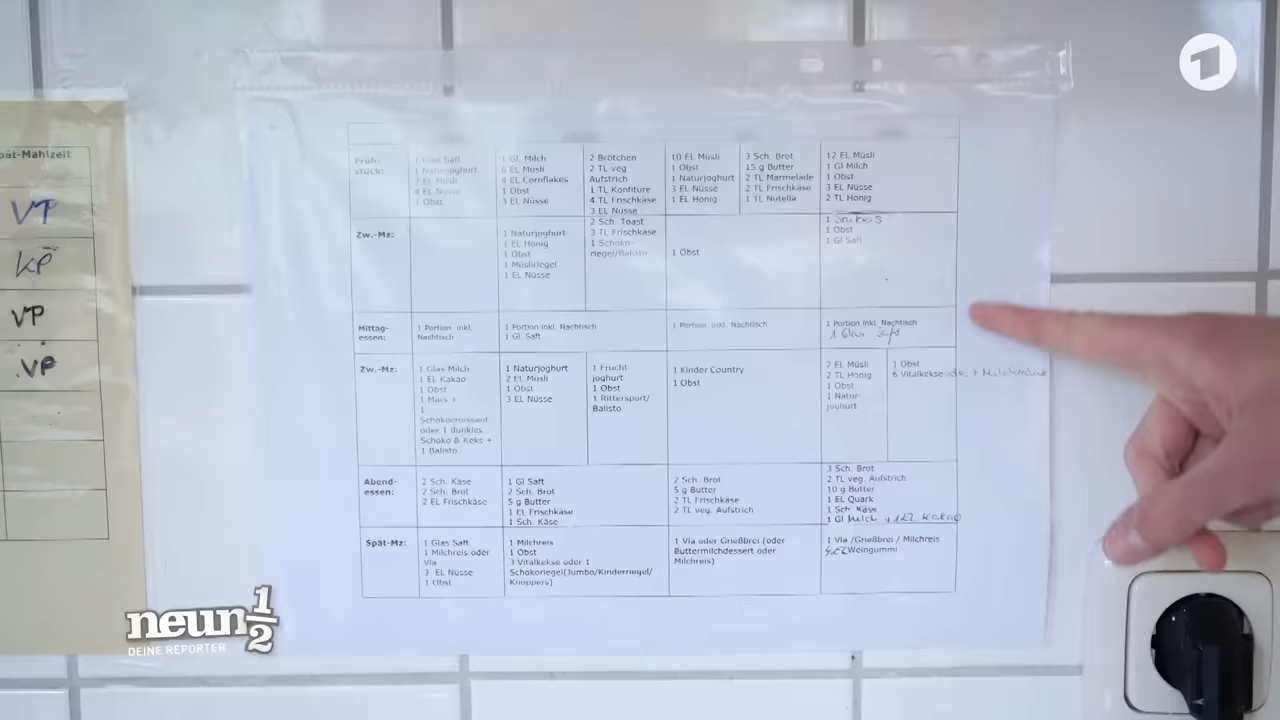 pät-Mahlzeit
VP
KP
VP
VP
Früh-
stück:
1 Glas Saft
1 Naturjoghurt
7 EL Müsli
4 EL Nüsse
1 Obst
1 Gl. Milch
6 EL Müsli
4 EL Cornflakes
1 Obst
3 EL Nüsse
2 Brötchen
2 TL veg
Aufstrich
1 TL Konfiture
4 TL Frischkäse
3 EL Nüsse
10 EL Müsli
1 Obst
1 Naturjoghurt
3 EL Nüsse
1 EL Honig
3 Sch. Brot
15 g Butter
2 TL Marmelade
2 TL Frischkäse
1 TL Nutella
12 EL Müsli
1 Gl Milch
1 Obst
3 EL Nüsse
2 TL Honig
Zw.-Mz:
1 Naturjoghurt
1 EL Honig
1 Obst
1 Müsliriegel
1 EL Nüsse
2 Sch. Toast
3 TL Frischkäse
1 Schoko-
riegel/Balisto
1 Obst
1
1 Obst
1 Gl Saft
Mittag-
essen:
1 Portion inkl.
Nachtisch
1 Portion inkl. Nachtisch
1 Gl. Saft
1 Portion inkl. Nachtisch
1 Portion inkl. Nachtisch
1 Glas Saft
Zw.-Mz:
1 Glas Milch
1 EL Kakao
1 Obst
1 Mars +
1
Schokocroissant
oder 1 dunkles
Schoko & Keks +
1 Balisto
1 Naturjoghurt
2 EL Müsli
1 Obst
3 EL Nüsse
1 Frucht
joghurt
1 Obst
1 Rittersport/
Balisto
1 Kinder Country
1 Obst
7 EL Müsli
2 TL Honig
1 Obst
1 Natur-
joghurt
1 Obst
6 Vitalkekse oder 7
Abend-
essen:
2 Sch. Käse
2 Sch. Brot
2 EL Frischkäse
1 Gl Saft
2 Sch. Brot
5 g Butter
1 EL Frischkäse
1 Sch. Käse
2 Sch. Brot
5 g Butter
2 TL Frischkäse
2 TL veg. Aufstrich
3 Sch. Brot
2 TL veg. Aufstrich
10 g Butter
1 EL Quark
1 Sch Käse
1 Gl Milch + 1 EL Kakao
Spät-Mz:
1 Glas Saft
1 Milchreis oder
Via
3 EL Nüsse
1 Obst
1 Milchreis
1 Obst
3 Vitalkekse oder 1
Schokoriegel(Jumbo/Kinderriegel/
Knoppers)
1 Via oder Grießbrei (oder
Buttermilchdessert oder
Milchreis)
1 Via /Grießbrei / Milchreis
Weingummi
neun 1/2
DEINE REPORTER
1